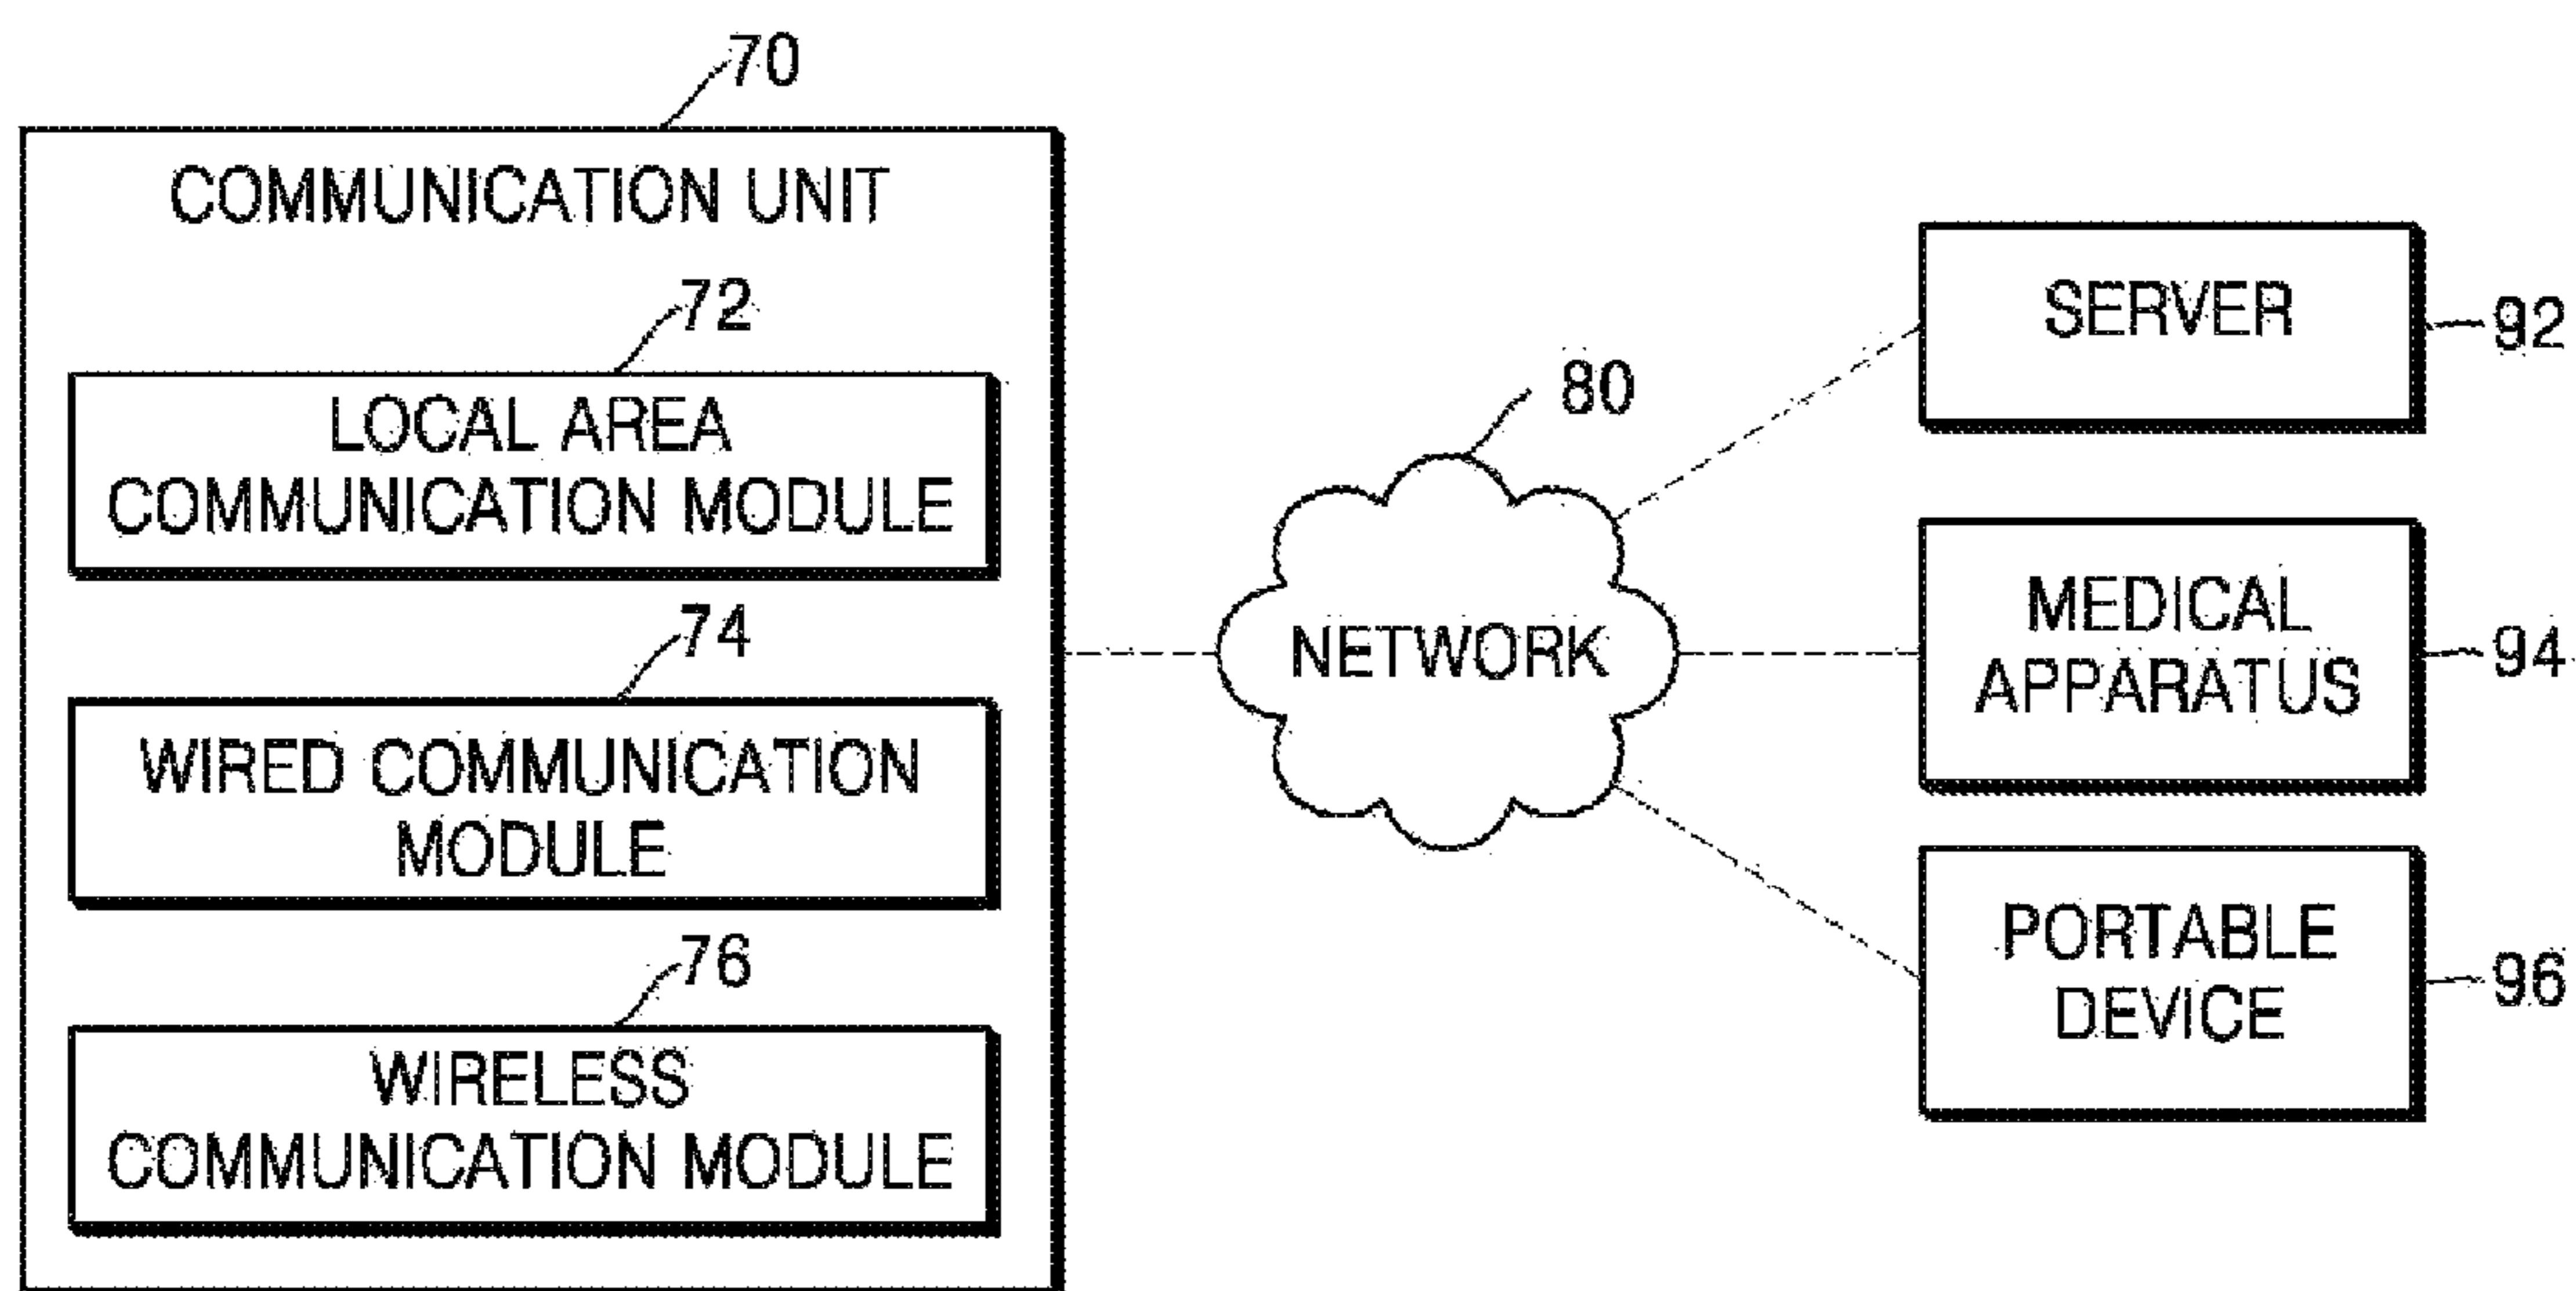 70
COMMUNICATION UNIT
72
LOCAL AREA
COMMUNICATION MODULE
74
WIRED COMMUNICATION
MODULE
76
WIRELESS
COMMUNICATION MODULE
80
NETWORK
SERVER
92
MEDICAL
APPARATUS
94
PORTABLE
DEVICE
96